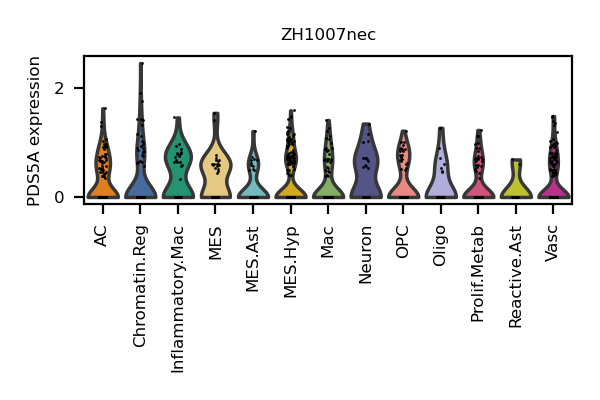 ZH1007nec
PDS5A expression
2
0
AC
Chromatin.Reg
Inflammatory.Mac
MES
MES.Ast
MES.Hyp
Mac
Neuron
OPC
Oligo
Prolif.Metab
Reactive.Ast
Vasc